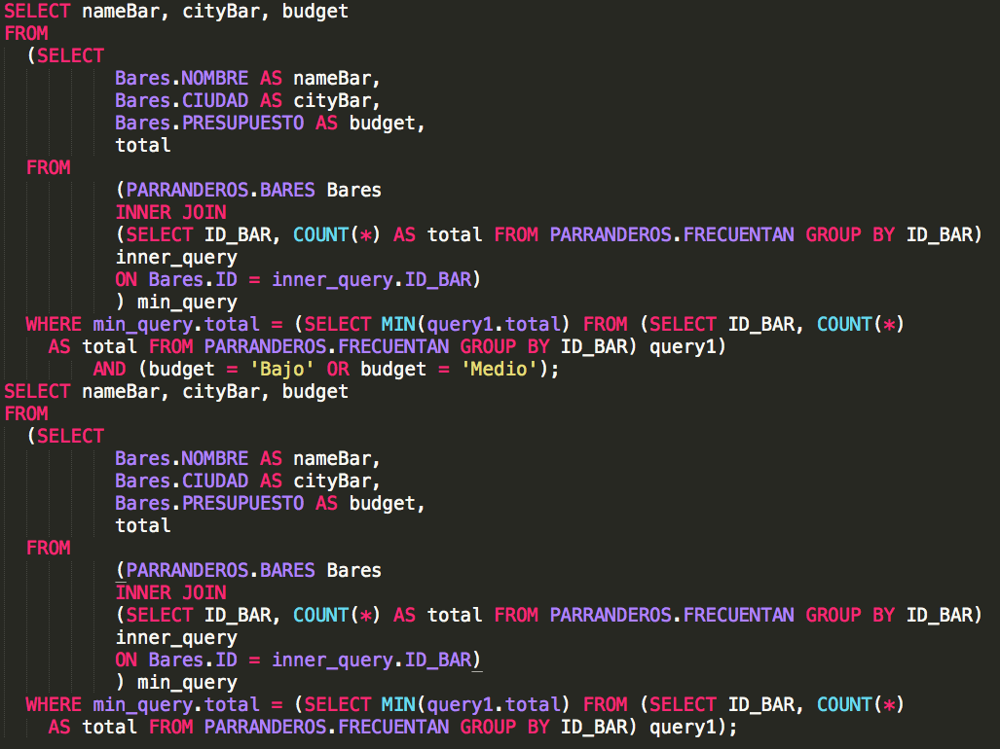 SELECT nameBar, cityBar, budget
FROM
(SELECT
Bares.NOMBRE AS nameBar,
Bares.CIUDAD AS cityBar,
Bares.PRESUPUESTO AS budget,
total
FROM
(PARRANDEROS.BARES Bares
INNER JOIN
(SELECT ID_BAR, COUNT(*) AS total FROM PARRANDEROS.FRECUENTAN GROUP BY ID_BAR)
inner_query
ON Bares.ID = inner_query.ID_BAR)
) min_query
WHERE min_query.total = (SELECT MIN(query1.total) FROM (SELECT ID_BAR, COUNT(*)
AS total FROM PARRANDEROS.FRECUENTAN GROUP BY ID_BAR) query1)
AND (budget = 'Bajo' OR budget = 'Medio');
SELECT nameBar, cityBar, budget
FROM
(SELECT
Bares.NOMBRE AS nameBar,
Bares.CIUDAD AS cityBar,
Bares.PRESUPUESTO AS budget,
total
FROM
(PARRANDEROS.BARES Bares
INNER JOIN
(SELECT ID_BAR, COUNT(*) AS total FROM PARRANDEROS.FRECUENTAN GROUP BY ID_BAR)
inner_query
ON Bares.ID = inner_query.ID_BAR)
) min_query
WHERE min_query.total = (SELECT MIN(query1.total) FROM (SELECT ID_BAR, COUNT(*)
AS total FROM PARRANDEROS.FRECUENTAN GROUP BY ID_BAR) query1);